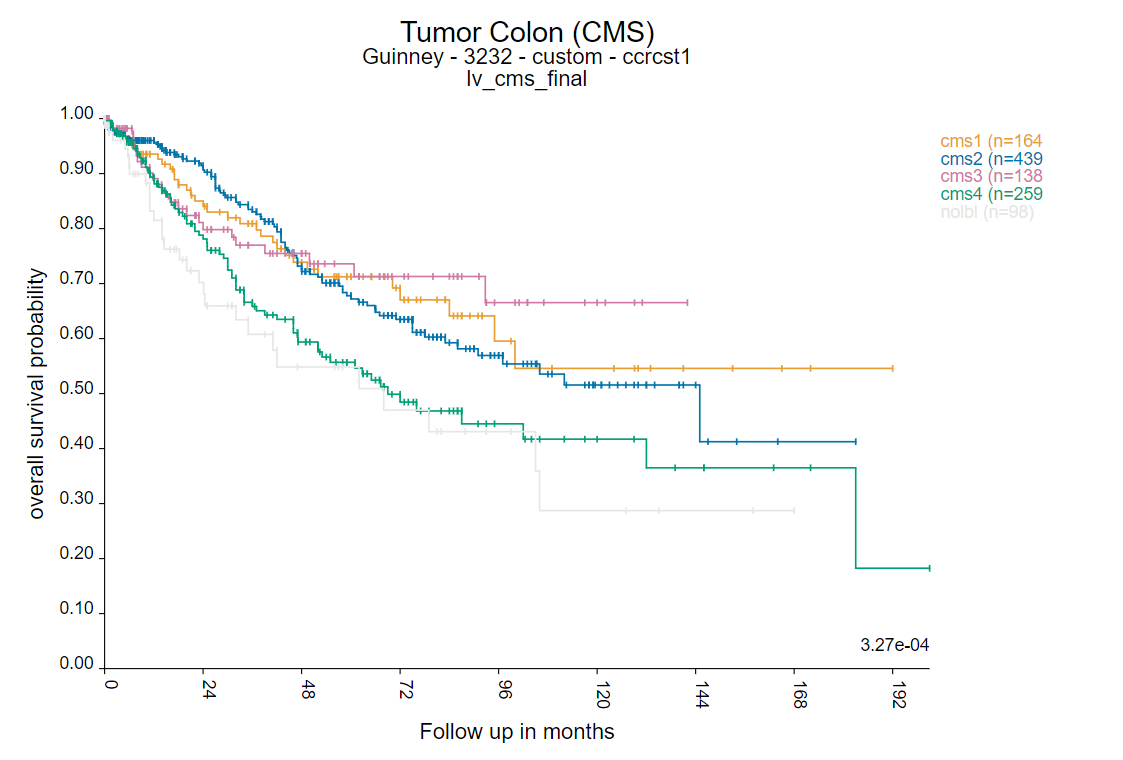 Tumor Colon (CMS)
Guinney - 3232 - custom - ccrcst1
lv_cms_final
1.00
0.90
0.80
0.70
0.60
0.50
0.40
0.30
0.20
0.10
0.00
overall survival probability
cms1 (n=164
cms2 (n=439
cms3 (n=138
cms4 (n=259
nolbl (n=98)
3.27e-04
0 24 48 72 96 120 144 168 192
Follow up in months